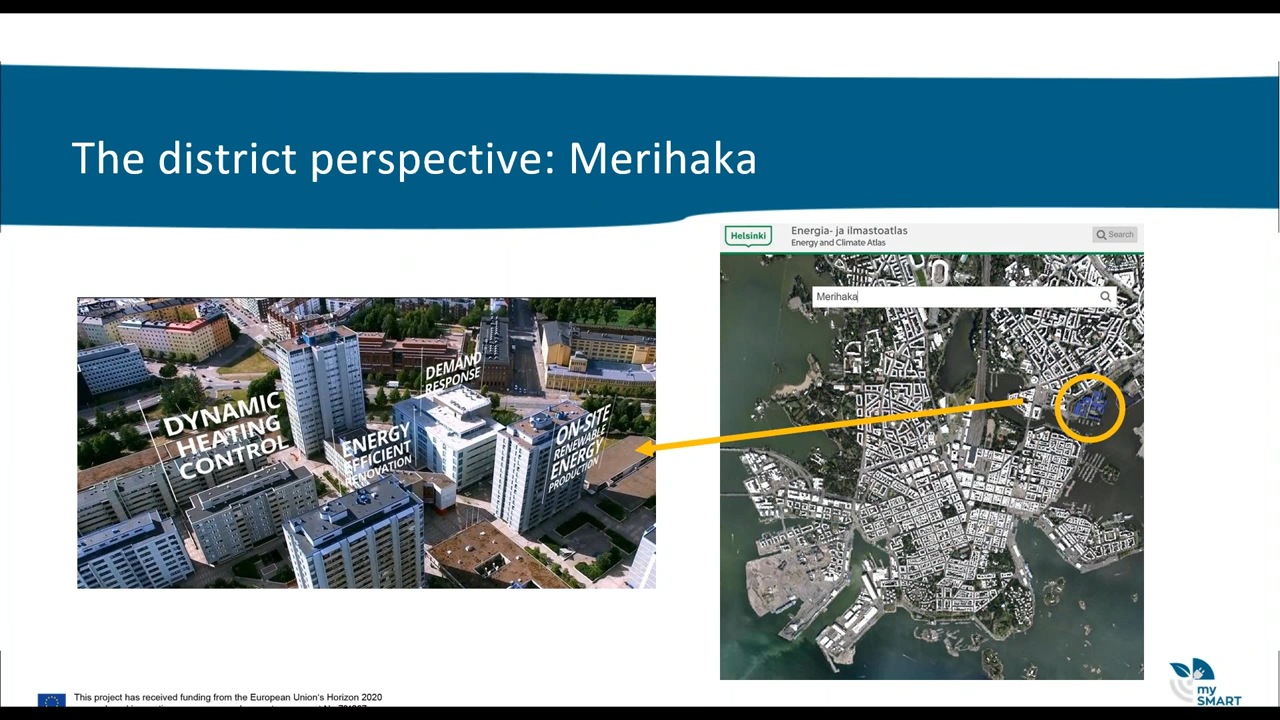 The district perspective: Merihaka
Helsinki
Energia- ja ilmastoatlas
Energy and Climate Atlas
Search
Merihaka
DYNAMIC
HEATING
CONTROL
ENERGY
EFFICIENT
RENOVATION
DEMAND
RESPONSE
ON-SITE
RENEWABLE
ENERGY
PRODUCTION
This project has received funding from the European Union's Horizon 2020
my
SMART